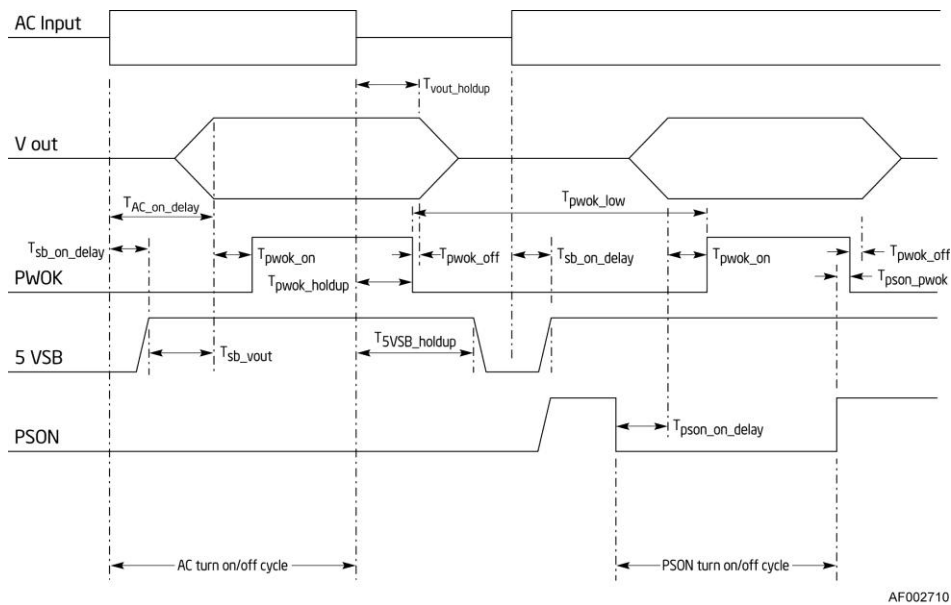 AC Input
Tvout_holdup
V out
TAC_on_delay
Tpwok_low
Tsb_on_delay
Tpwok_on
Tpwok_off
Tsb_on_delay
Tpwok_on
Tpwok_off
PWOK
Tpwok_holdup
Tpson_pwok
5 VSB
Tsb_vout
T5VSB_holdup
PSON
Tpson_on_delay
AC turn on/off cycle
PSON turn on/off cycle
AF002710